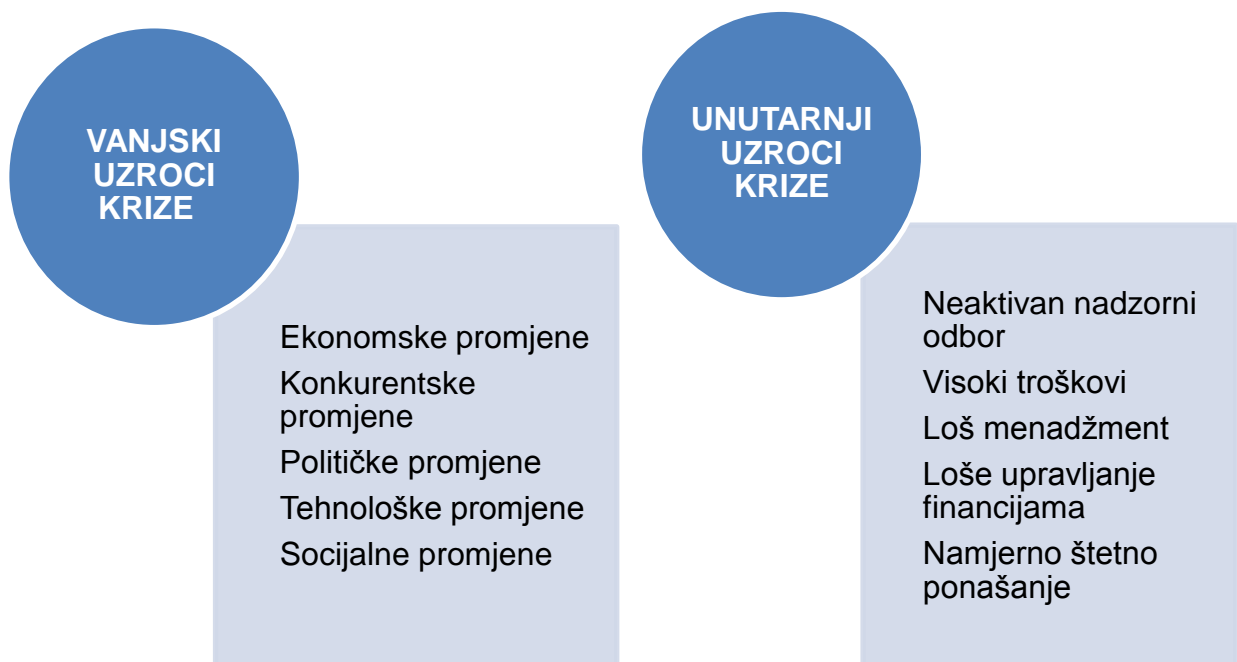 VANJSKI
UZROCI
KRIZE
Ekonomske promjene
Konkurentske
promjene
Političke promjene
Tehnološke promjene
Socijalne promjene
UNUTARNJI
UZROCI
KRIZE
Neaktivan nadzorni
odbor
Visoki troškovi
Loš menadžment
Loše upravljanje
financijama
Namjerno štetno
ponašanje